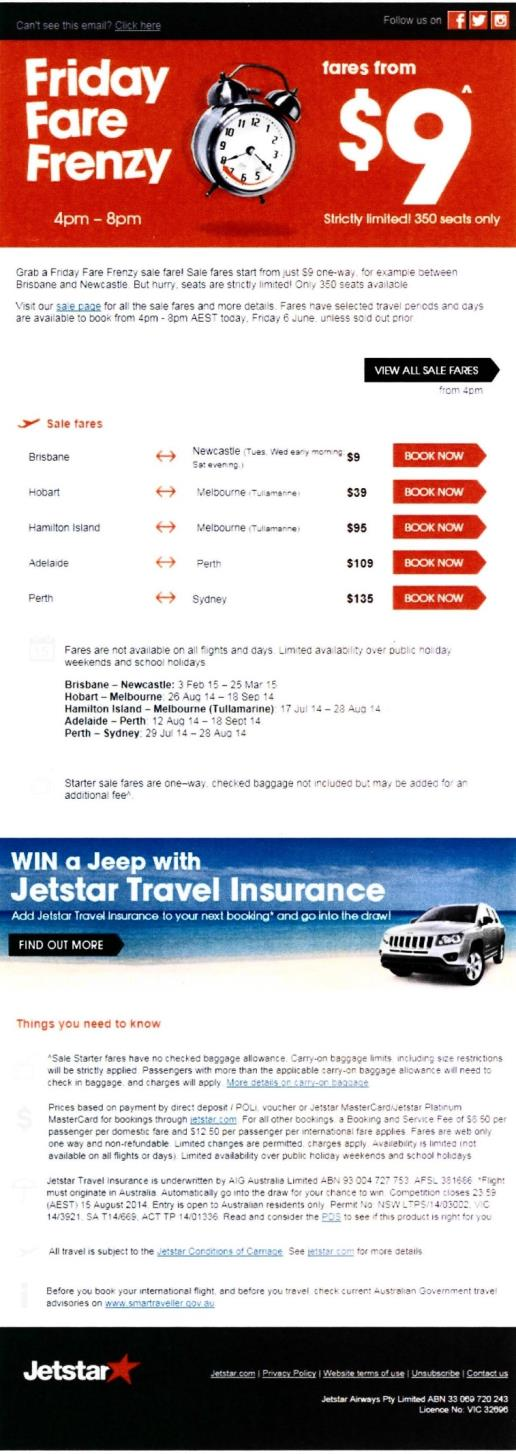 Can't see this email? Click here
Follow us on
Friday
Fare
Frenzy
4pm – 8pm
fares from
$9^
Strictly limited! 350 seats only
Grab a Friday Fare Frenzy sale fare! Sale fares start from just $9 one-way, for example between
Brisbane and Newcastle. But hurry, seats are strictly limited! Only 350 seats available
Visit our sale page for all the sale fares and more details. Fares have selected travel periods and days
are available to book from 4pm - 8pm AEST today, Friday 6 June, unless sold out prior.
VIEW ALL SALE FARES
from 4pm
Sale fares
Brisbane Newcastle (Tues, Wed early morning; Sat evening.) $9 BOOK NOW
Hobart Melbourne (Tullamarine) $39 BOOK NOW
Hamilton Island Melbourne (Tullamarine) $95 BOOK NOW
Adelaide Perth $109 BOOK NOW
Perth Sydney $135 BOOK NOW
15
Fares are not available on all flights and days. Limited availability over public holiday
weekends and school holidays
Brisbane – Newcastle: 3 Feb 15 – 25 Mar 15
Hobart – Melbourne: 26 Aug 14 – 18 Sep 14
Hamilton Island – Melbourne (Tullamarine): 17 Jul 14 – 28 Aug 14
Adelaide – Perth: 12 Aug 14 – 18 Sept 14
Perth – Sydney: 29 Jul 14 – 28 Aug 14
Starter sale fares are one–way, checked baggage not included but may be added for an
additional fee^.
WIN a Jeep with
Jetstar Travel Insurance
Add Jetstar Travel Insurance to your next booking* and go into the draw!
FIND OUT MORE
Things you need to know
^Sale Starter fares have no checked baggage allowance. Carry-on baggage limits, including size restrictions
will be strictly applied. Passengers with more than the applicable carry-on baggage allowance will need to
check in baggage, and charges will apply. More details on carry-on baggage
$
Prices based on payment by direct deposit / POLi, voucher or Jetstar MasterCard/Jetstar Platinum
MasterCard for bookings through jetstar.com. For all other bookings, a Booking and Service Fee of $8.50 per
passenger per domestic fare and $12.50 per passenger per international fare applies. Fares are web only,
one way and non-refundable. Limited changes are permitted, charges apply. Availability is limited (not
available on all flights or days). Limited availability over public holiday weekends and school holidays
Jetstar Travel Insurance is underwritten by AIG Australia Limited ABN 93 004 727 753, AFSL 381686. *Flight
must originate in Australia. Automatically go into the draw for your chance to win. Competition closes 23:59
(AEST) 15 August 2014. Entry is open to Australian residents only. Permit No: NSW LTPS/14/03002, VIC
14/3921, SA T14/669, ACT TP 14/01336. Read and consider the PDS to see if this product is right for you
All travel is subject to the Jetstar Conditions of Carriage. See jetstar.com for more details
Before you book your international flight, and before you travel, check current Australian Government travel
advisories on www.smartraveller.gov.au
Jetstar
Jetstar.com | Privacy Policy | Website terms of use | Unsubscribe | Contact us
Jetstar Airways Pty Limited ABN 33 069 720 243
Licence No: VIC 32696